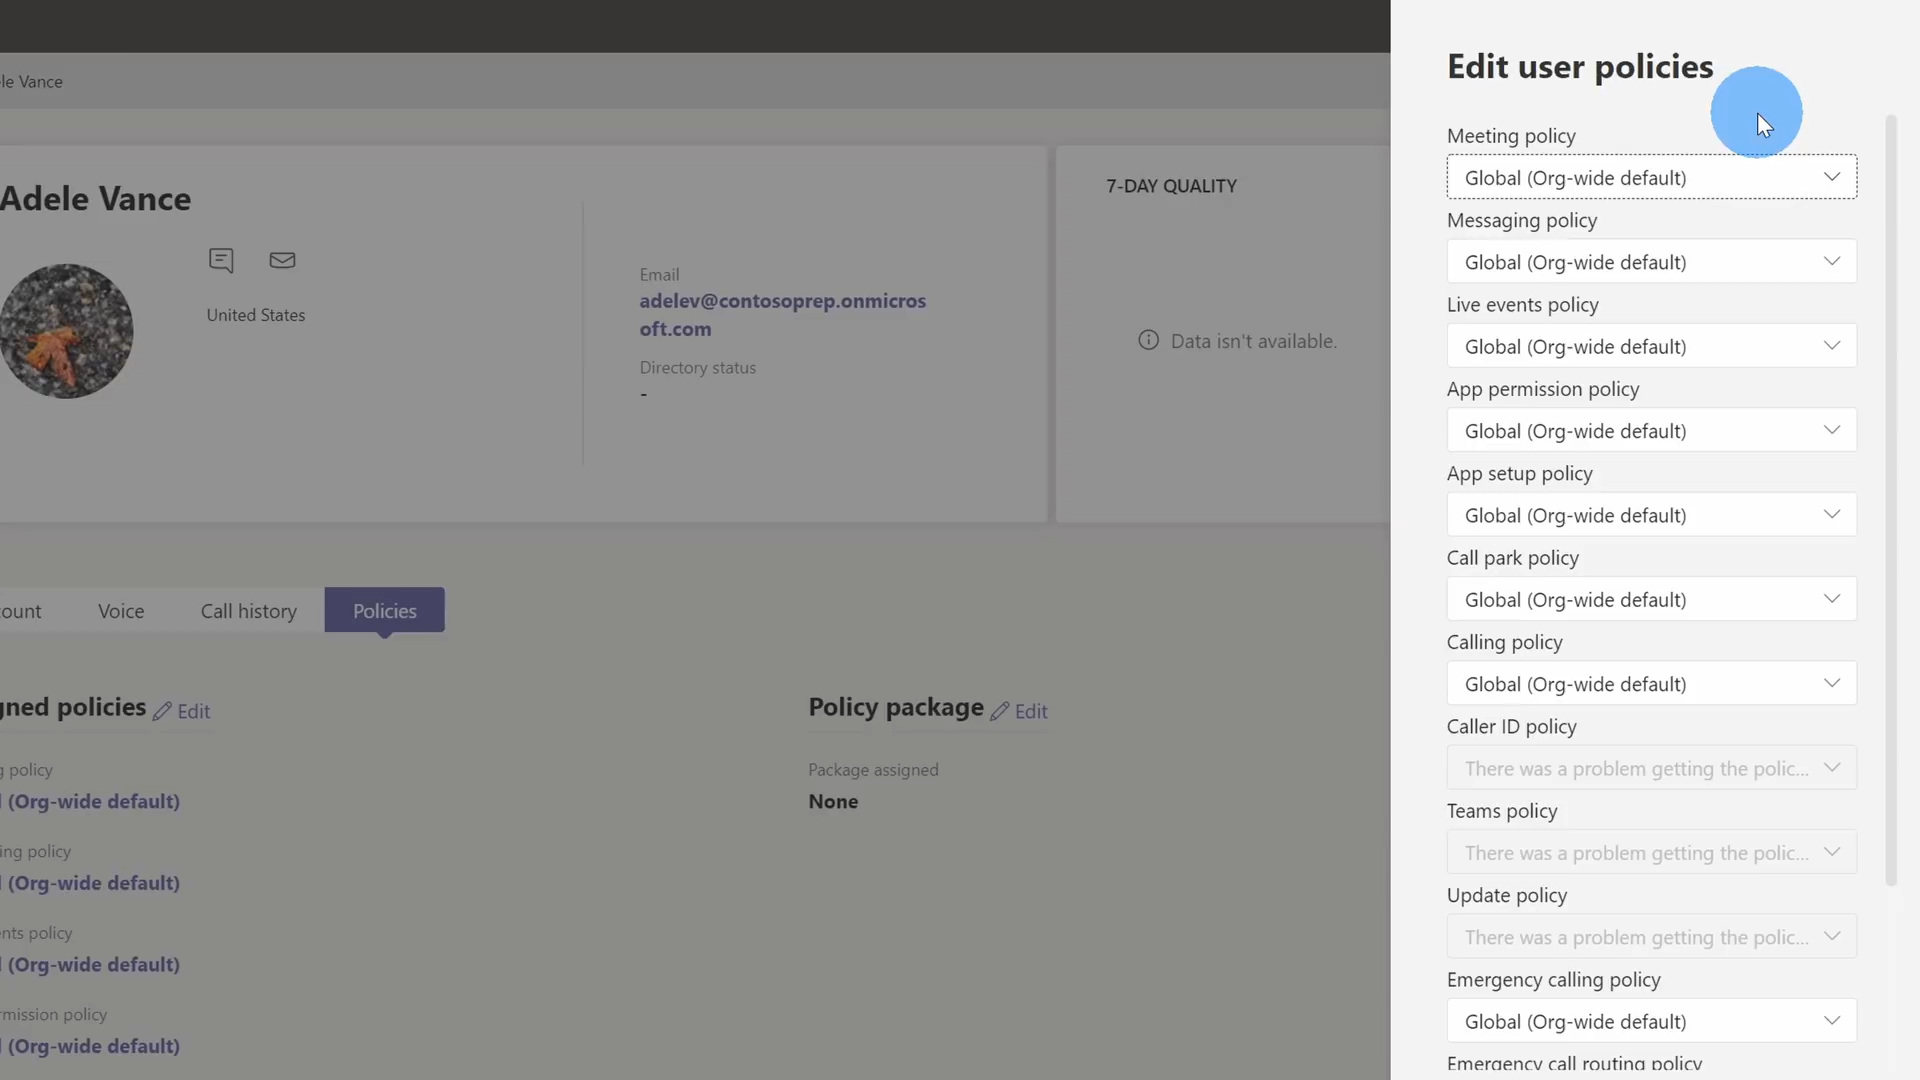 le Vance
Adele Vance
United States
Email
adelev@contosoprep.onmicros
oft.com
Directory status
-
7-DAY QUALITY
Data isn't available.
ount
Voice
Call history
Policies
gned policies
Edit
g policy
l (Org-wide default)
ing policy
l (Org-wide default)
nts policy
l (Org-wide default)
rmission policy
l (Org-wide default)
Policy package
Edit
Package assigned
None
Edit user policies
Meeting policy
Global (Org-wide default)
Messaging policy
Global (Org-wide default)
Live events policy
Global (Org-wide default)
App permission policy
Global (Org-wide default)
App setup policy
Global (Org-wide default)
Call park policy
Global (Org-wide default)
Calling policy
Global (Org-wide default)
Caller ID policy
There was a problem getting the polic...
Teams policy
There was a problem getting the polic...
Update policy
There was a problem getting the polic...
Emergency calling policy
Global (Org-wide default)
Emergency call routing policy